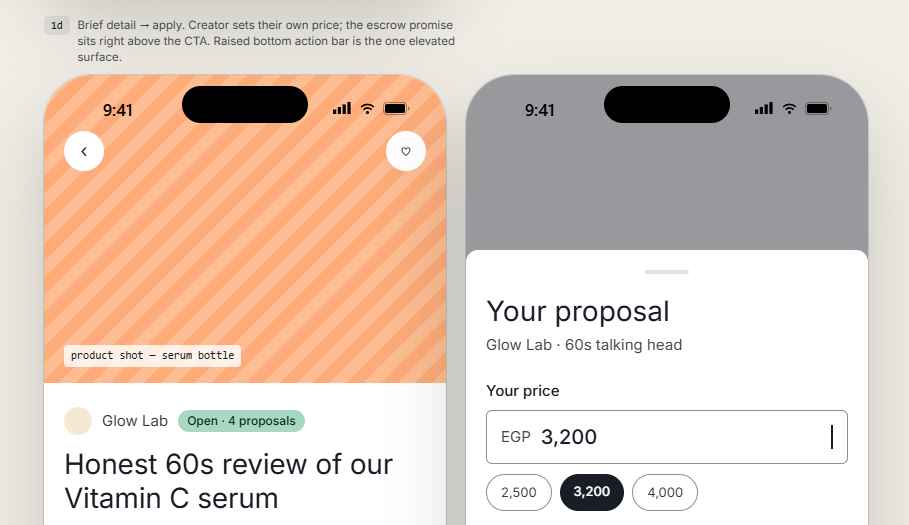 1d
Brief detail → apply. Creator sets their own price; the escrow promise
sits right above the CTA. Raised bottom action bar is the one elevated
surface.
9:41
product shot — serum bottle
Glow Lab
Open · 4 proposals
Honest 60s review of our
Vitamin C serum
9:41
Your proposal
Glow Lab · 60s talking head
Your price
EGP 3,200
2,500
3,200
4,000